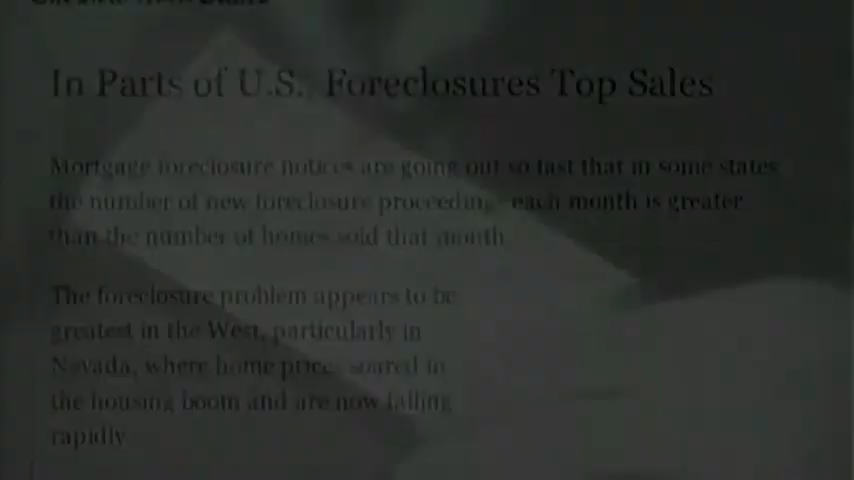 In Parts of U.S., Foreclosures Top Sales
Mortgage foreclosure notices are going out so fast that in some states
the number of new foreclosure proceeding each month is greater
than the number of homes sold that month
The foreclosure problem appears to be
greatest in the West, particularly in
Nevada, where home price soared in
the housing boom and are now falling
rapidly